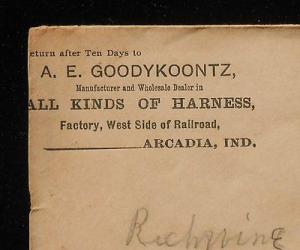 eturn after Ten Days to
A. E. GOODYKOONTZ,
Manufacturer and Wholesale Dealer in
ALL KINDS OF HARNESS,
Factory, West Side of Railroad,
ARCADIA, IND.